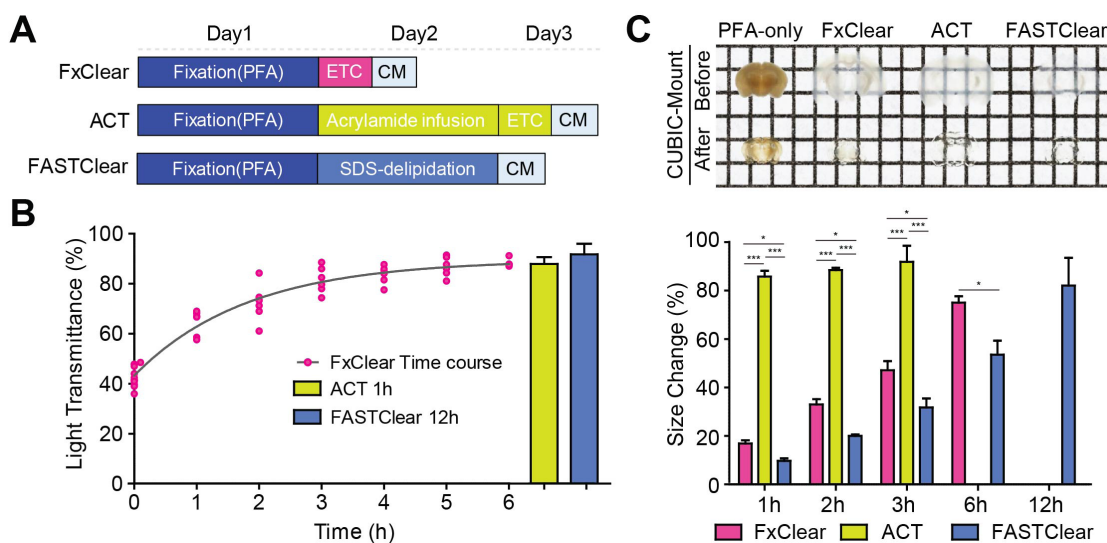 A
Day1 Day2 Day3
FxClear Fixation(PFA) ETC CM
ACT Fixation(PFA) Acrylamide infusion ETC CM
FASTClear Fixation(PFA) SDS-delipidation CM
B
Light Transmittance (%)
100
80
60
40
20
0
FxClear Time course
ACT 1h
FASTClear 12h
0 1 2 3 4 5 6
Time (h)
C
PFA-only FxClear ACT FASTClear
CUBIC-Mount
Before
After
Size Change (%)
100
80
60
40
20
0
* * *
*** *** *** *** *** ***
*
1h 2h 3h 6h 12h
FxClear ACT FASTClear